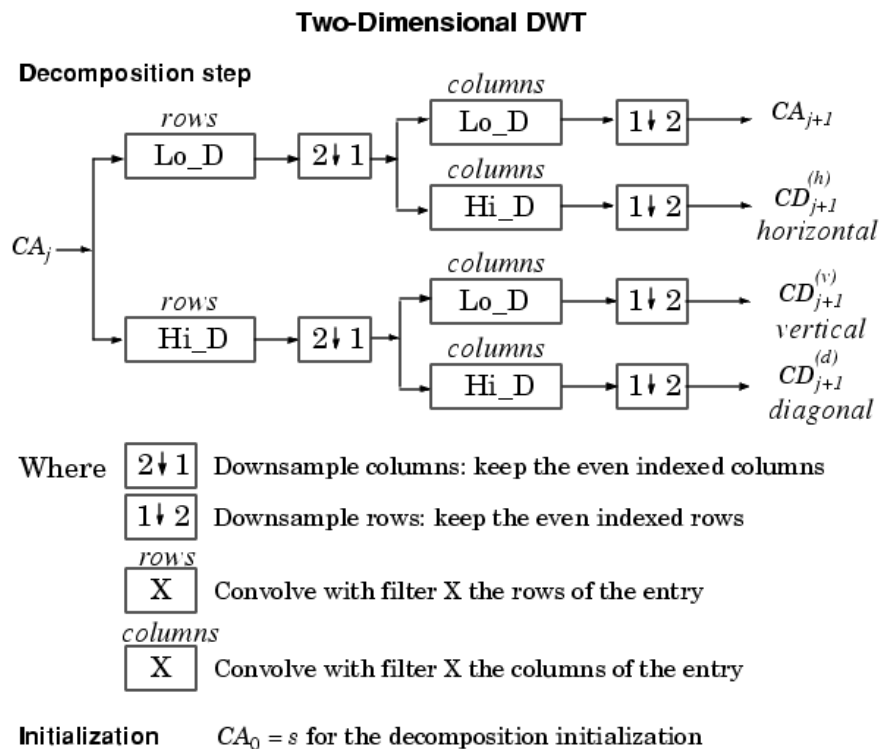 Two-Dimensional DWT
Decomposition step
columns
rows
Lo_D
1↓2
CA_{j+1}
Lo_D
2↓1
columns
Hi_D
1↓2
CD_{j+1}^{(h)}
horizontal
CA_j
columns
rows
Lo_D
1↓2
CD_{j+1}^{(v)}
vertical
Hi_D
2↓1
columns
Hi_D
1↓2
CD_{j+1}^{(d)}
diagonal
Where 2↓1 Downsample columns: keep the even indexed columns
1↓2 Downsample rows: keep the even indexed rows
rows
X Convolve with filter X the rows of the entry
columns
X Convolve with filter X the columns of the entry
Initialization CA_0 = s for the decomposition initialization